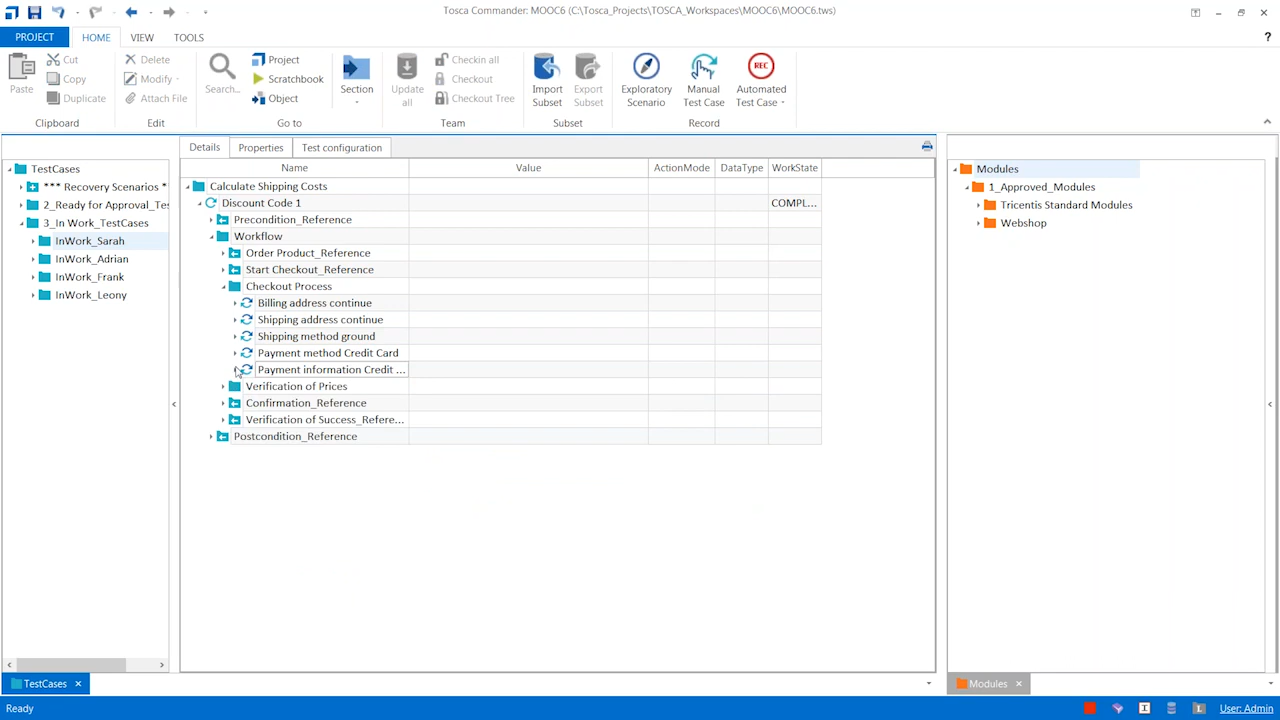 Tosca Commander: MOOC6 (C:\Tosca_Projects\TOSCA_Workspaces\MOOC6\MOOC6.tws)
PROJECT HOME VIEW TOOLS ?
Paste
Cut
Copy
Duplicate
Clipboard
Delete
Modify
Attach File
Edit
Search...
Project
Scratchbook
Object
Go to
Section
Update
all
Checkin all
Checkout
Checkout Tree
Team
Import
Subset
Export
Subset
Subset
Exploratory
Scenario
Manual
Test Case
REC
Automated
Test Case
Record
TestCases
*** Recovery Scenarios *
2_Ready for Approval_Tes
3_In Work_TestCases
InWork_Sarah
InWork_Adrian
InWork_Frank
InWork_Leony
TestCases
Details Properties Test configuration
Name Value ActionMode DataType WorkState
Calculate Shipping Costs
Discount Code 1 COMPL...
Precondition_Reference
Workflow
Order Product_Reference
Start Checkout_Reference
Checkout Process
Billing address continue
Shipping address continue
Shipping method ground
Payment method Credit Card
Payment information Credit ...
Verification of Prices
Confirmation_Reference
Verification of Success_Refere...
Postcondition_Reference
Modules
1_Approved_Modules
Tricentis Standard Modules
Webshop
Modules
Ready
I
L
User: Admin